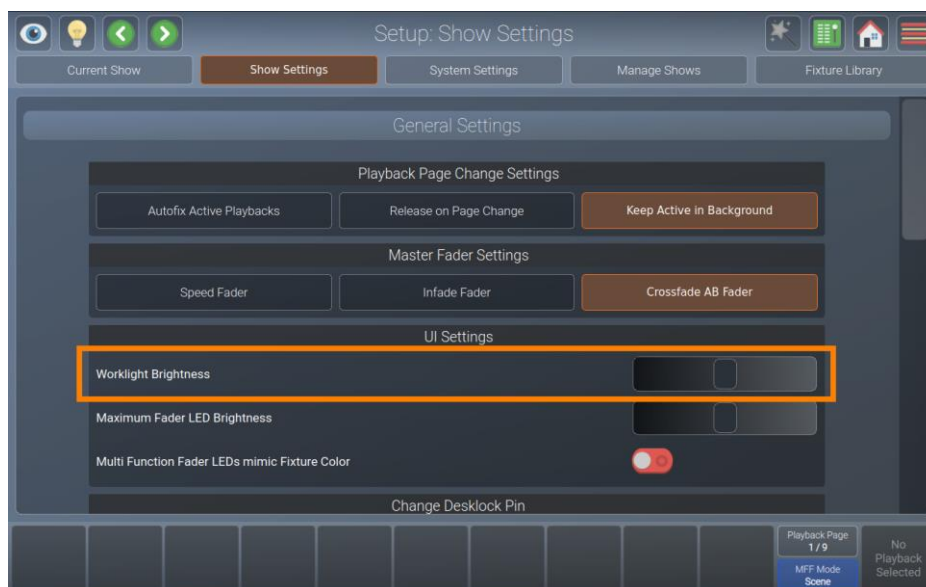 Setup: Show Settings
Current Show
Show Settings
System Settings
Manage Shows
Fixture Library
General Settings
Playback Page Change Settings
Autofix Active Playbacks
Release on Page Change
Keep Active in Background
Master Fader Settings
Speed Fader
Infade Fader
Crossfade AB Fader
UI Settings
Worklight Brightness
Maximum Fader LED Brightness
Multi Function Fader LEDs mimic Fixture Color
Change Desklock Pin
Playback Page
1 / 9
MFF Mode
Scene
No
Playback
Selected